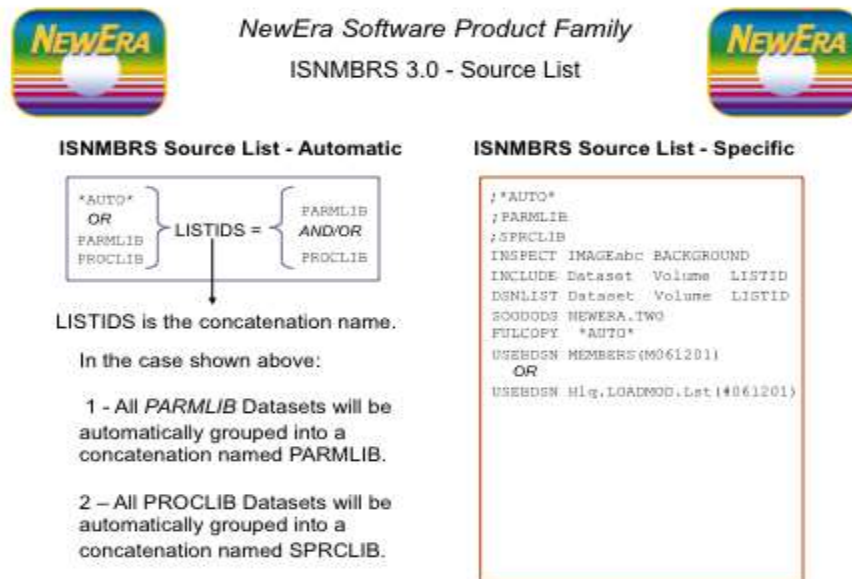 NEWERA
NewEra Software Product Family
NEWERA
ISNMBRS 3.0 - Source List
ISNMBRS Source List - Automatic
*AUTO*
OR
PARMLIB
PROCLIB
LISTIDS =
PARMLIB
AND/OR
PROCLIB
LISTIDS is the concatenation name.
In the case shown above:
1 - All PARMLIB Datasets will be
automatically grouped into a
concatenation named PARMLIB.
2 – All PROCLIB Datasets will be
automatically grouped into a
concatenation named SPRCLIB.
ISNMBRS Source List - Specific
;*AUTO*
;PARMLIB
;SPRCLIB
INSPECT IMAGEabc BACKGROUND
INCLUDE Dataset Volume LISTID
DSNLIST Dataset Volume LISTID
NEWERA.TWO
FULCOPY *AUTO*
USEBDSN MEMBERS(M061201)
OR
USEBDSN Hlq.LOADMOD.Lst(#061201)